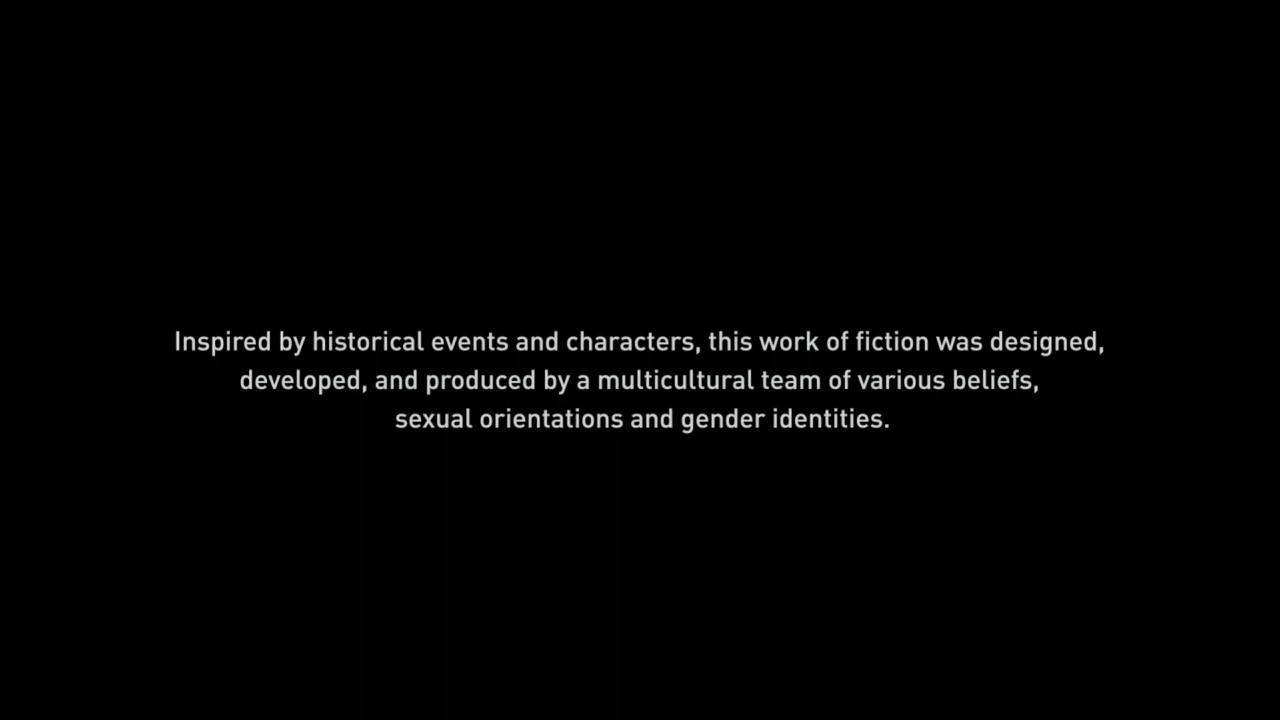 Inspired by historical events and characters, this work of fiction was designed,
developed, and produced by a multicultural team of various beliefs,
sexual orientations and gender identities.